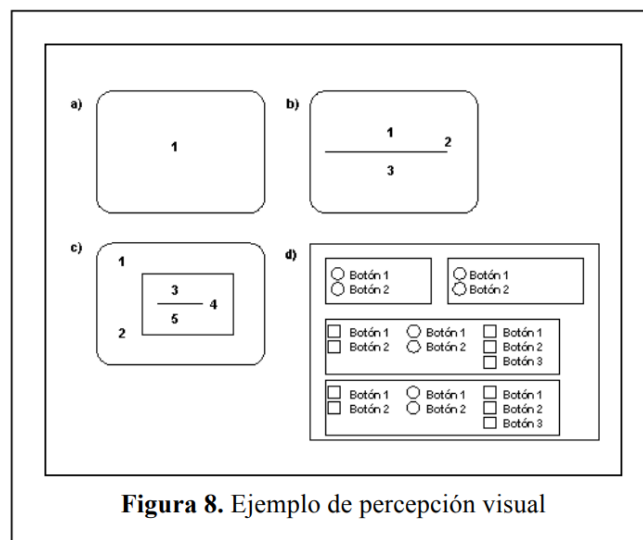 a)
1
b)
1
2
3
c)
1
2
3
4
5
d)
Botón 1
Botón 2
Botón 1
Botón 2
Botón 1 Botón 1 Botón 1
Botón 2 Botón 2 Botón 2
Botón 3
Botón 1 Botón 1 Botón 1
Botón 2 Botón 2 Botón 2
Botón 3
Figura 8. Ejemplo de percepción visual